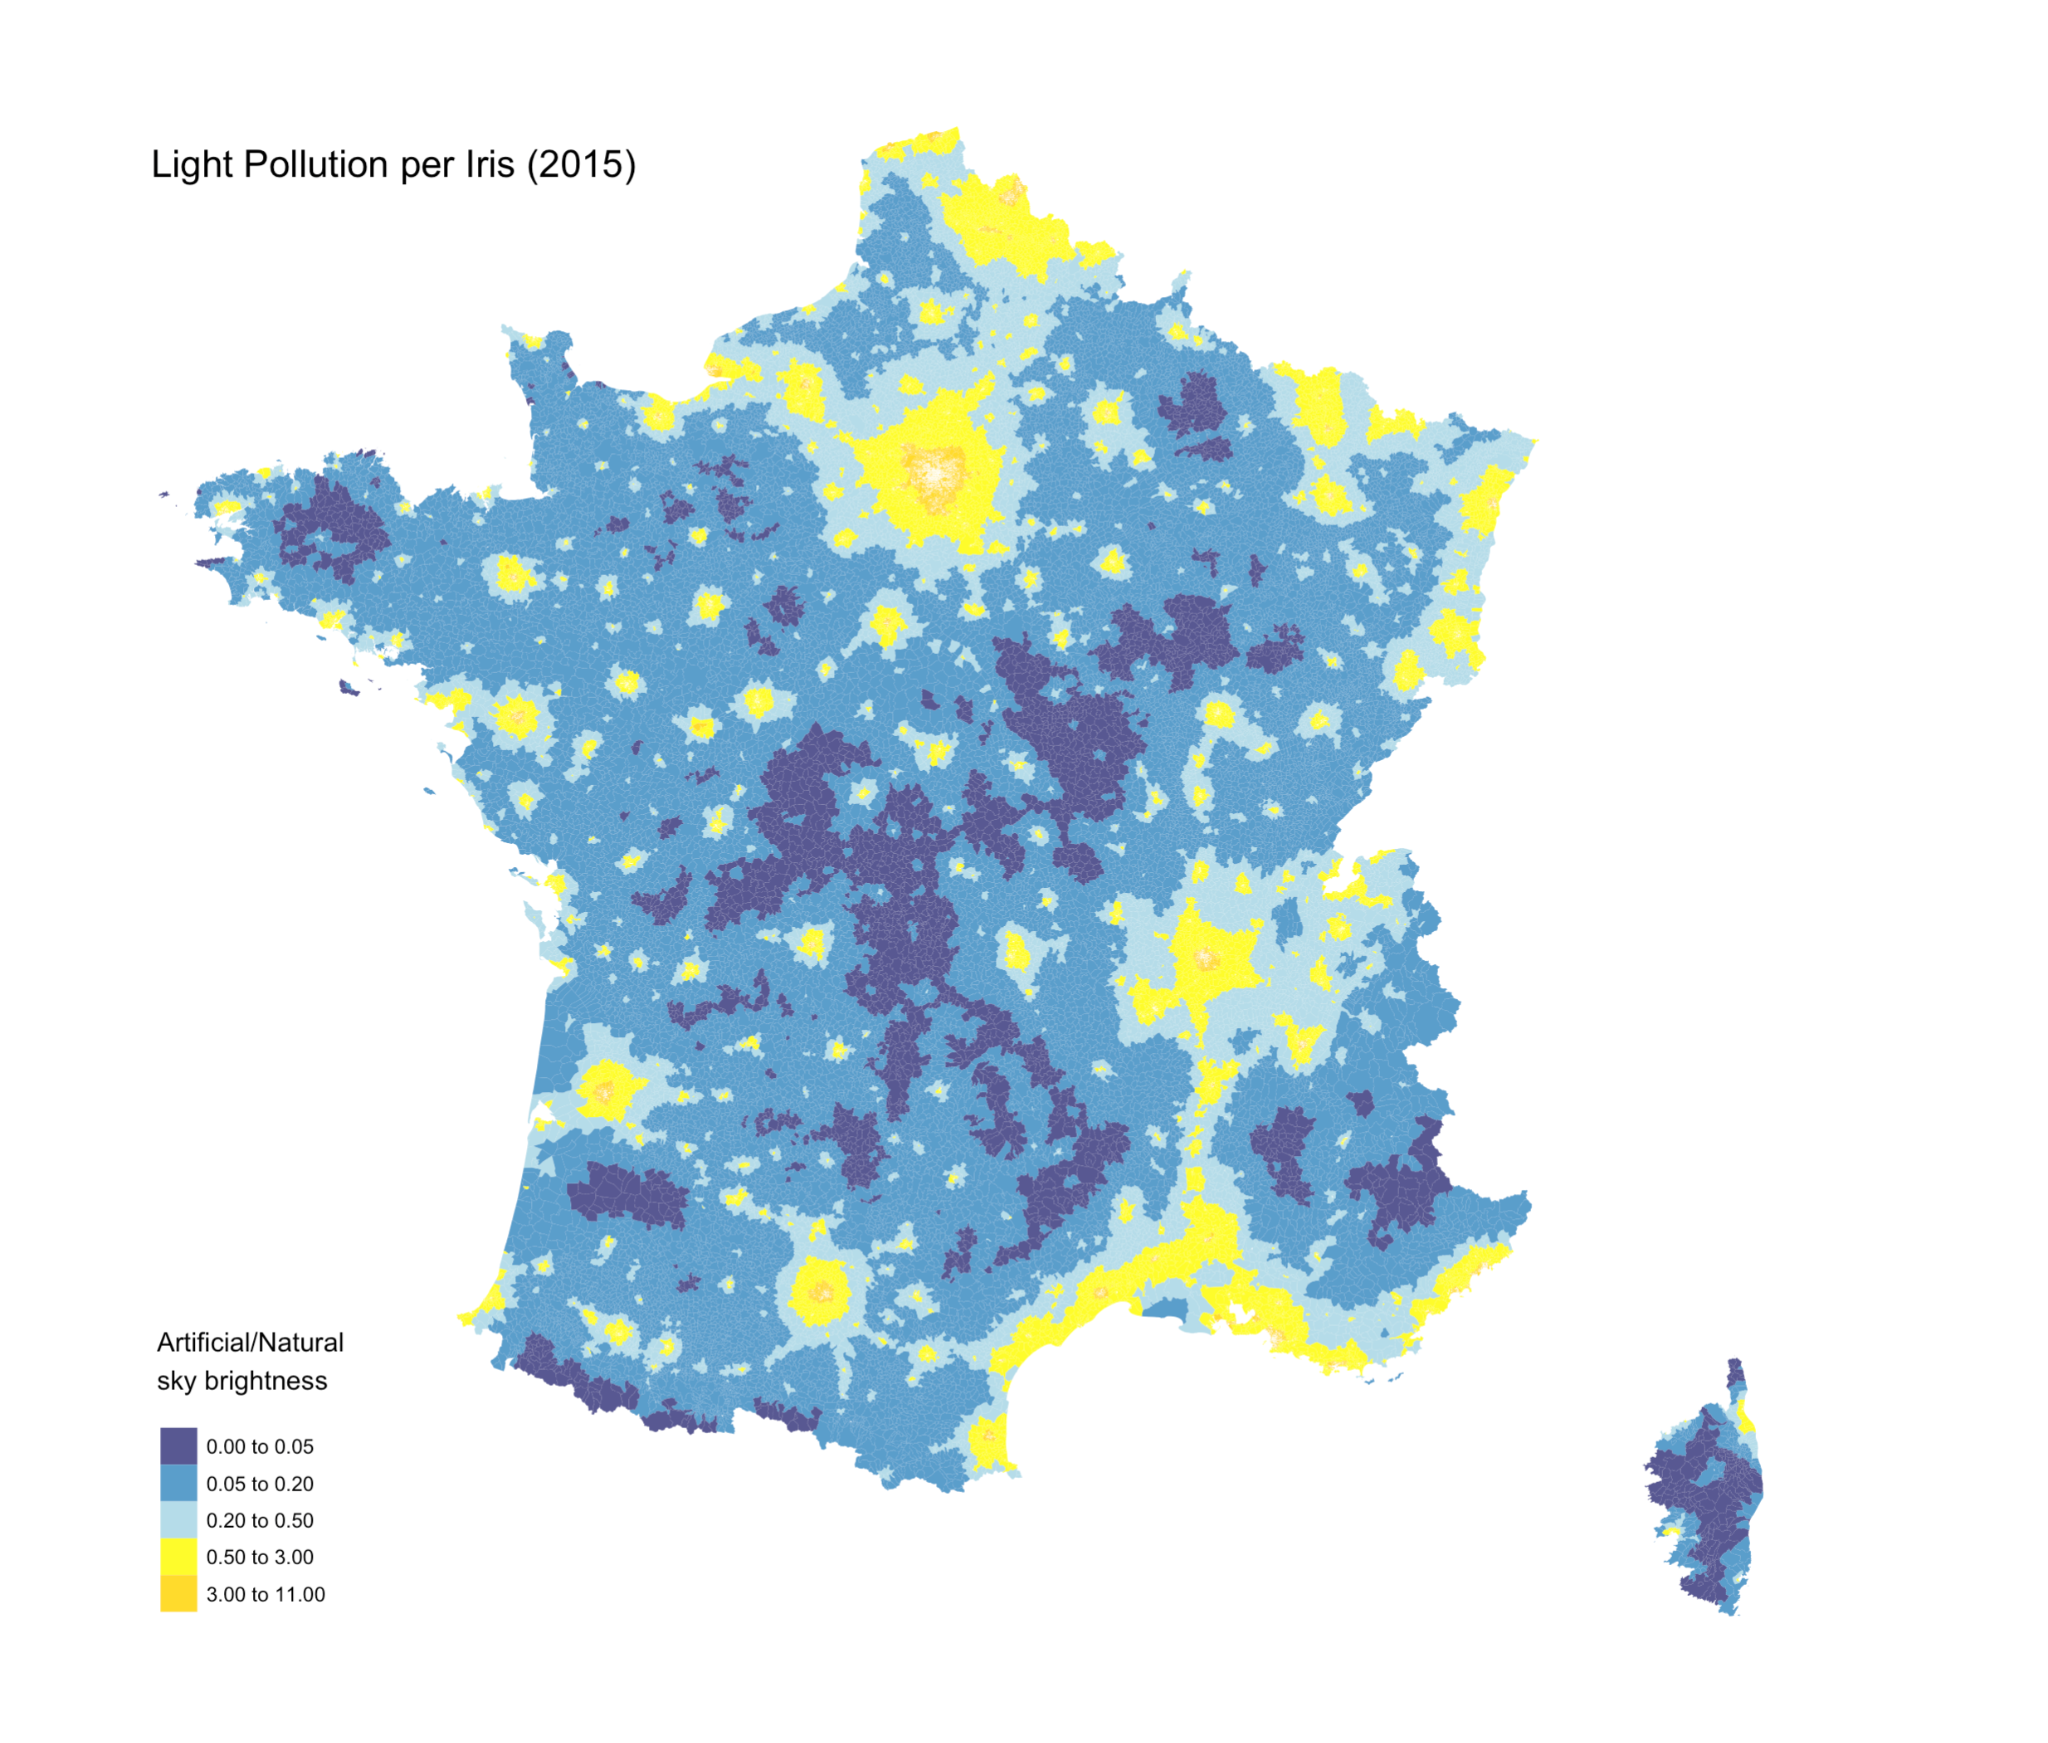 Light Pollution per Iris (2015)
Artificial/Natural
sky brightness
0.00 to 0.05
0.05 to 0.20
0.20 to 0.50
0.50 to 3.00
3.00 to 11.00